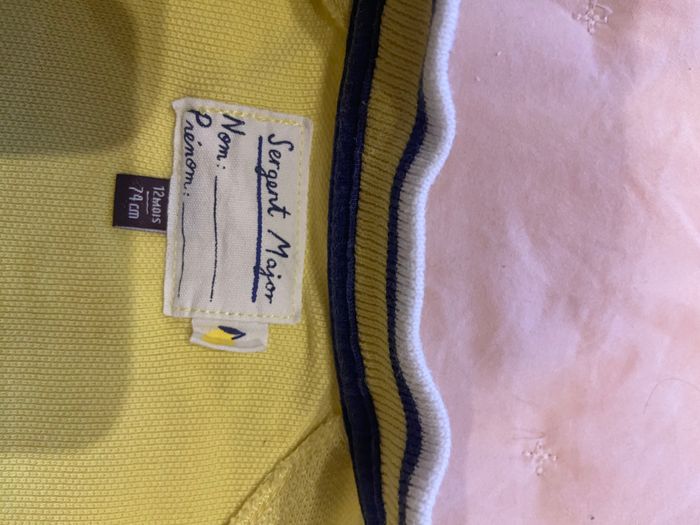 Sergent Major
Nom:
Prénom:
12 MOIS
74 cm